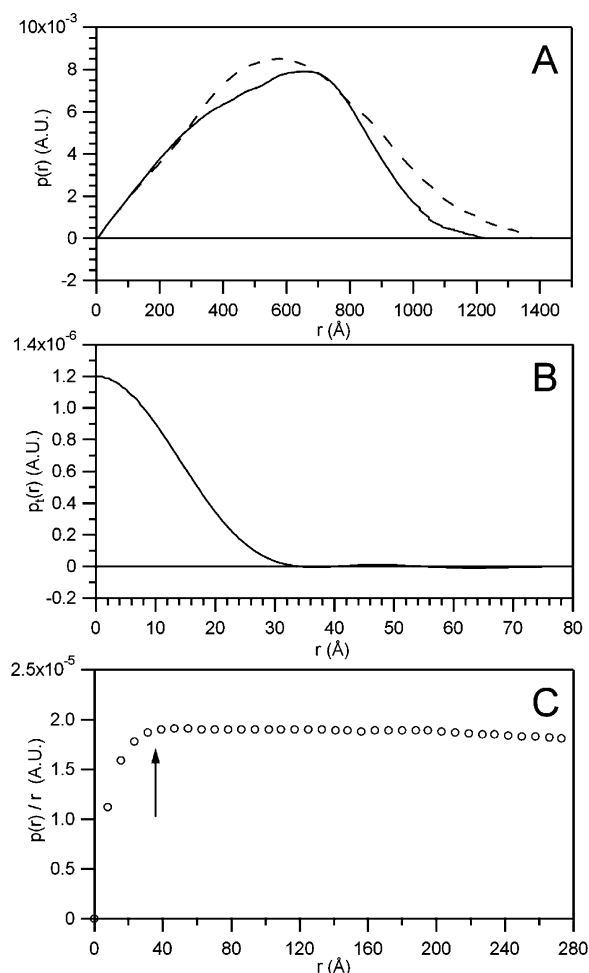 10x10-3
8
6
4
2
0
-2
p(r) (A.U.)
A
0 200 400 600 800 1000 1200 1400
r (Å)
1.4x10-6
1.2
1.0
0.8
0.6
0.4
0.2
0
-0.2
pt(r) (A.U.)
B
0 10 20 30 40 50 60 70 80
r (Å)
2.5x10-5
2.0
1.5
1.0
0.5
0
p(r) / r (A.U.)
C
0 40 80 120 160 200 240 280
r (Å)